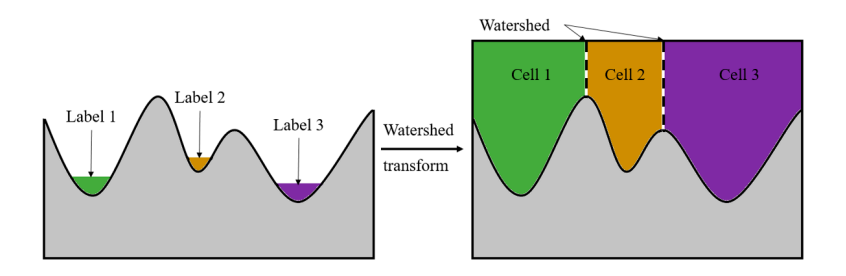 Label 1
Label 2
Label 3
Watershed
transform
Watershed
Cell 1
Cell 2
Cell 3